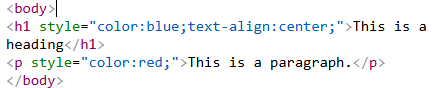 <body>
<h1 style="color:blue;text-align:center;">This is a
heading</h1>
<p style="color:red;">This is a paragraph.</p>
</body>